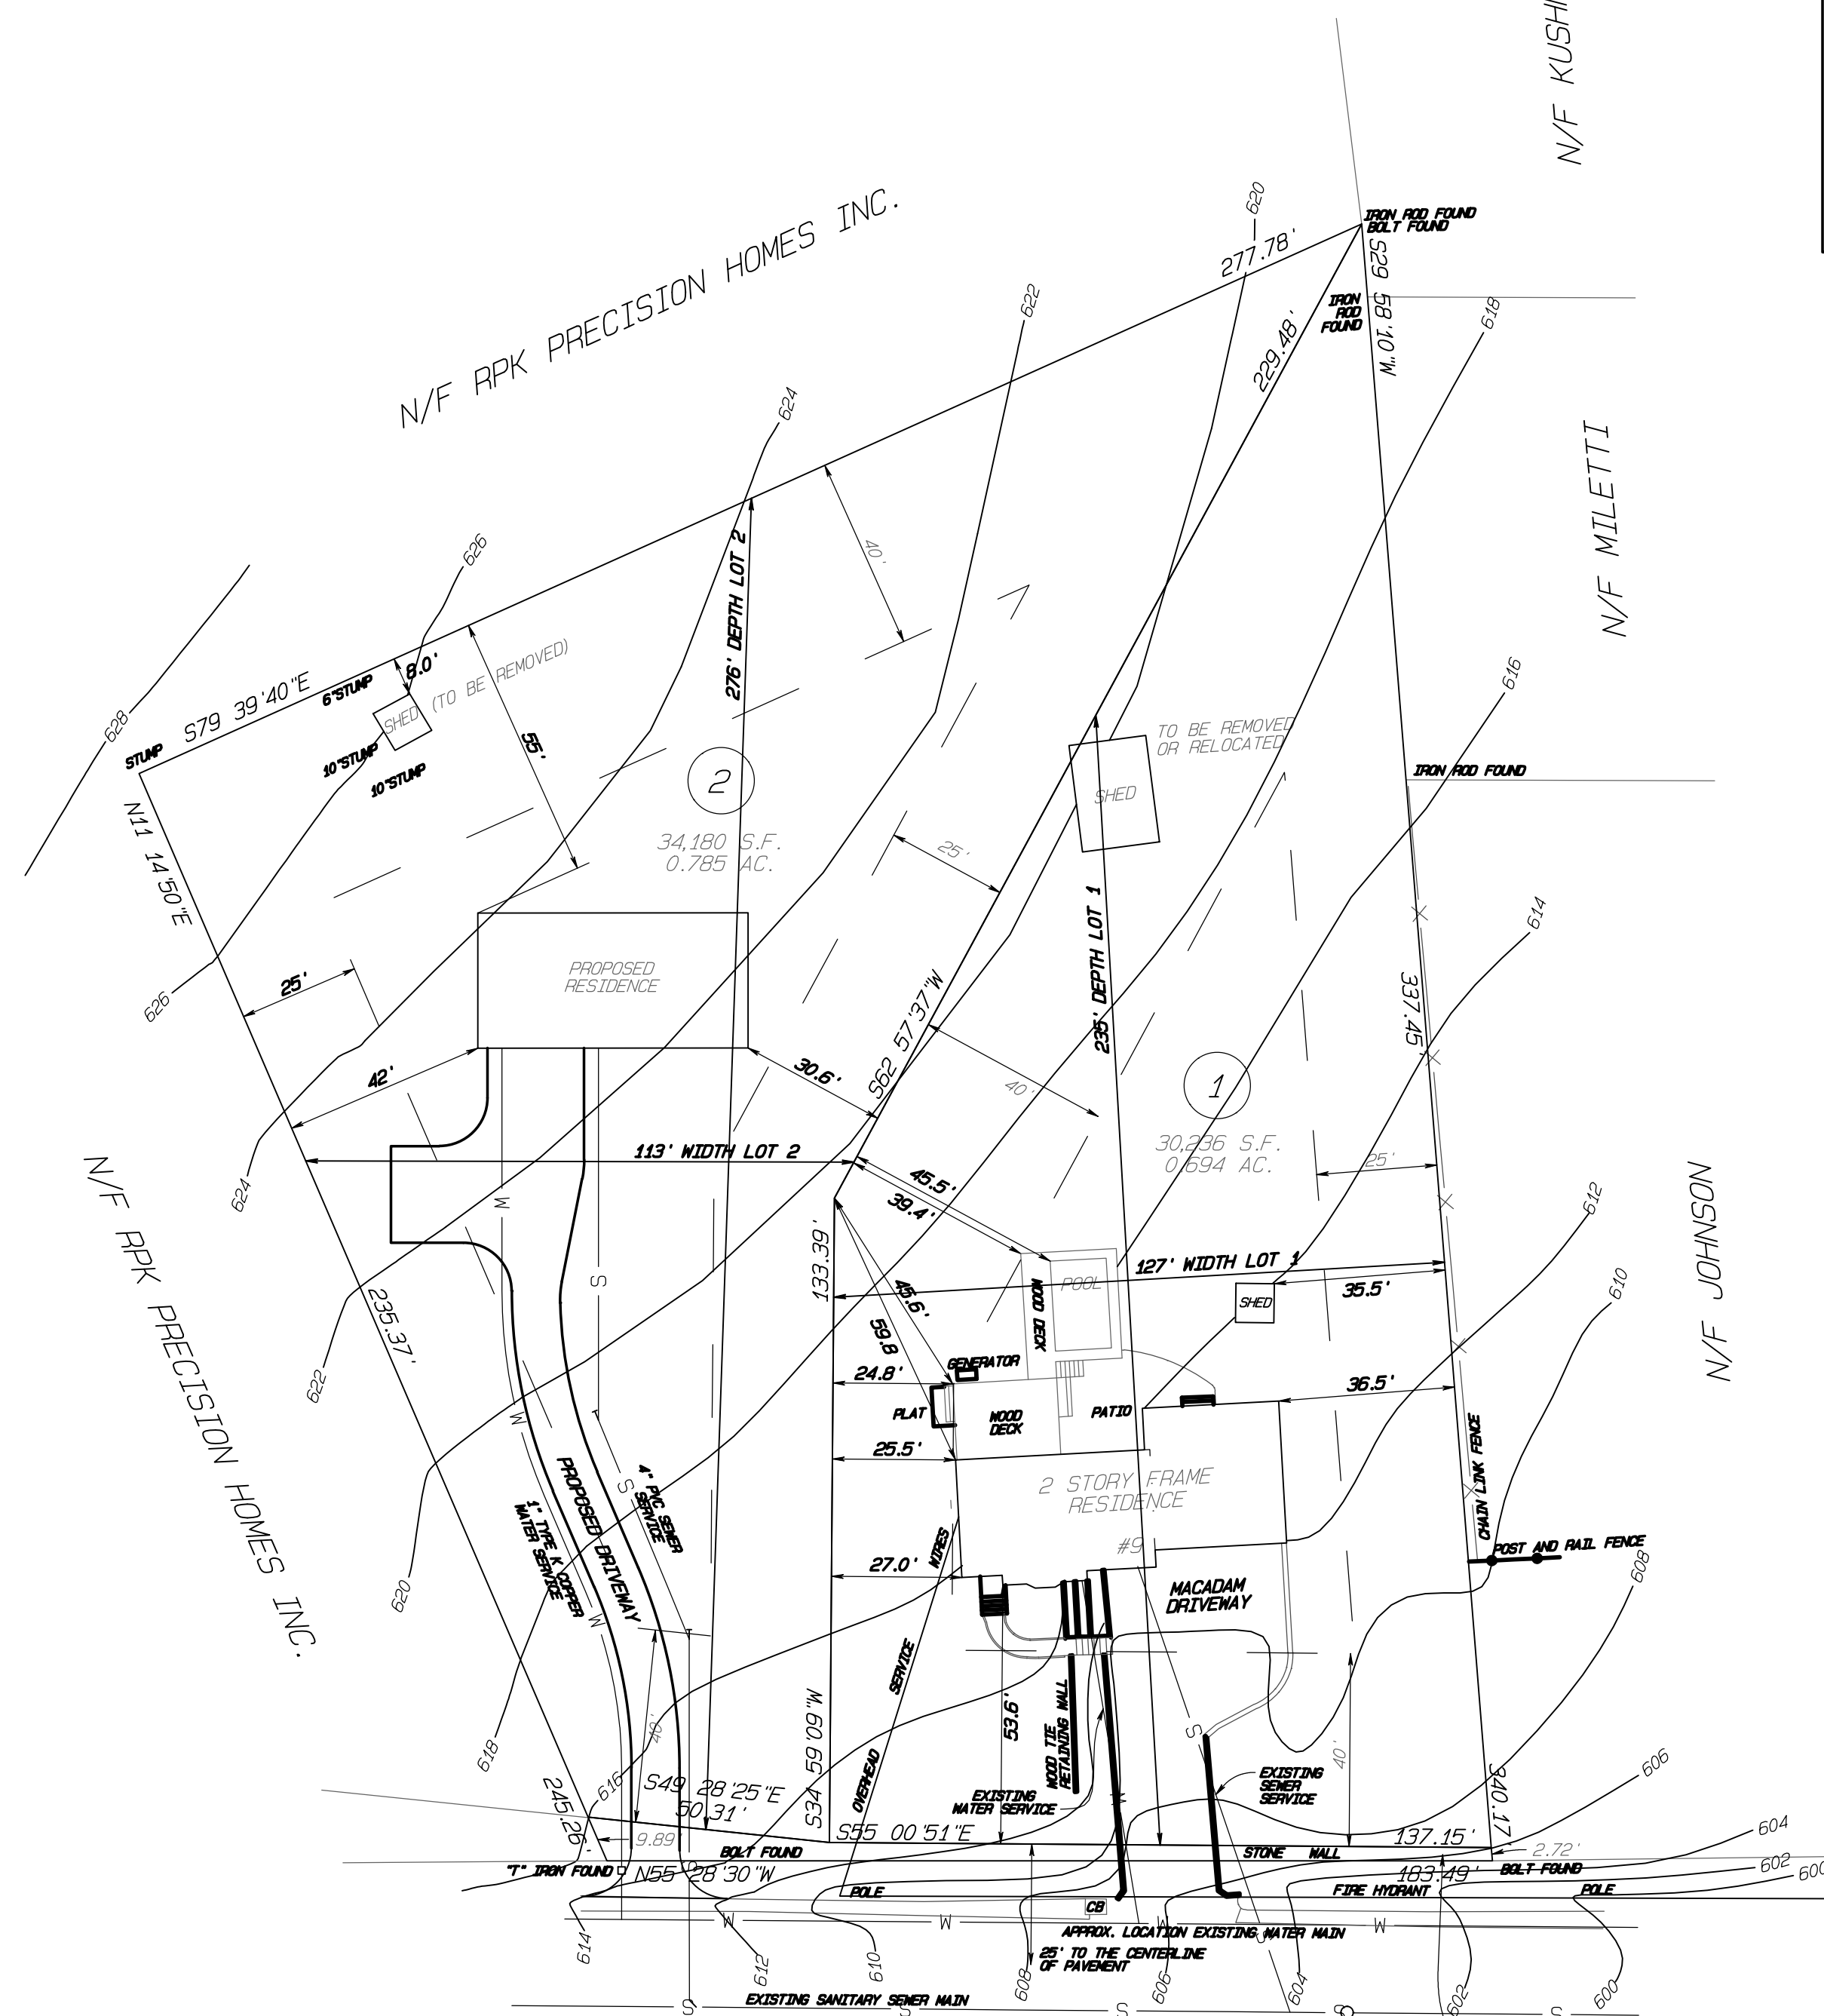 N/F KUSHI
N/F RPK PRECISION HOMES INC.
620
277.78'
IRON ROD FOUND
BOLT FOUND
S29 58'10"W
IRON
ROD
FOUND
622
618
229.48'
624
40'
N/F MILETTI
626
276' DEPTH LOT 2
8.0'
SHED (TO BE REMOVED)
6"STUMP
S79 39'40"E
628
STUMP
10"STUMP
10"STUMP
55'
616
TO BE REMOVED
OR RELOCATED
SHED
IRON ROD FOUND
2
34,180 S.F.
0.785 AC.
N11 14'50"E
25'
235' DEPTH LOT 1
614
PROPOSED
RESIDENCE
25'
626
337.45'
S62 57'37"W
42'
30.6'
40'
1
30,236 S.F.
0.694 AC.
25'
113' WIDTH LOT 2
45.5'
39.4'
624
W
612
N/F RPK PRECISION HOMES INC.
N/F JOHNSON
133.39'
127' WIDTH LOT 1
POOL
WOOD DECK
SHED
35.5'
S
610
235.37'
45.6'
59.8
622
GENERATOR
24.8'
36.5'
PLAT
WOOD
DECK
PATIO
W
25.5'
CHAIN LINK FENCE
S
4" PVC SEWER
SERVICE
PROPOSED DRIVEWAY
1" TYPE K COPPER
WATER SERVICE
2 STORY FRAME
RESIDENCE
#9
POST AND RAIL FENCE
608
620
27.0'
OVERHEAD SERVICE WIRES
W
MACADAM
DRIVEWAY
53.6'
WOOD TIE
RETAINING WALL
S
40'
40'
618
616
S34 59'09"W
EXISTING
WATER SERVICE
W
EXISTING
SEWER
SERVICE
606
245.26'
S49 28'25"E
50.31'
340.17'
9.89'
S55 00'51"E
137.15'
604
BOLT FOUND
STONE WALL
2.72'
"T" IRON FOUND
N55 28'30"W
183.49'
BOLT FOUND
602
600
POLE
FIRE HYDRANT
POLE
CB
W
W
W
W
APPROX. LOCATION EXISTING WATER MAIN
S
25' TO THE CENTERLINE
OF PAVEMENT
614
612
610
608
606
604
602
600
EXISTING SANITARY SEWER MAIN
S
S
S
S
S